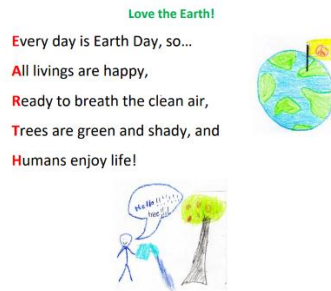 Love the Earth!
Every day is Earth Day, so…
All livings are happy,
Ready to breath the clean air,
Trees are green and shady, and
Humans enjoy life!
Hello!!
tree